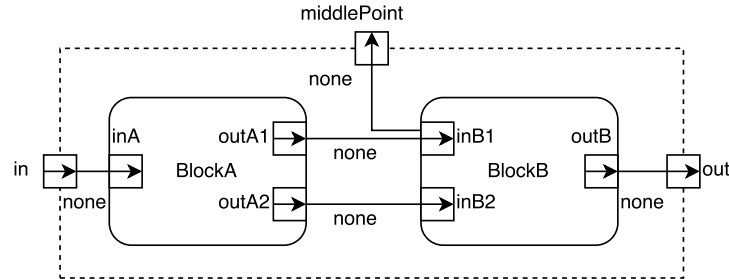 middlePoint
none
inA
outA1
inB1
outB
none
in
BlockA
BlockB
out
none
outA2
inB2
none
none